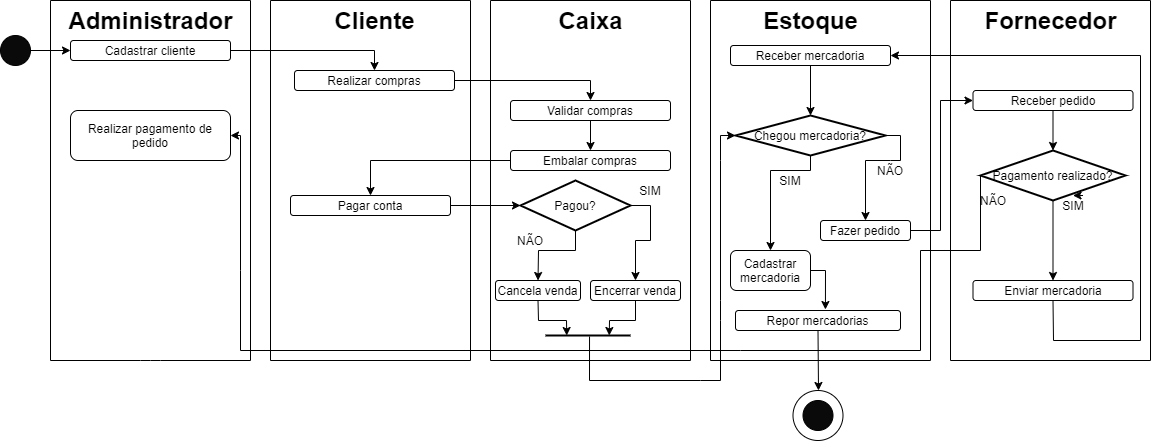 Administrador
Cliente
Caixa
Estoque
Fornecedor
Cadastrar cliente
Realizar compras
Validar compras
Embalar compras
Receber mercadoria
Receber pedido
Realizar pagamento de
pedido
Chegou mercadoria?
Pagamento realizado?
SIM
NÃO
NÃO
SIM
Pagar conta
Pagou?
SIM
NÃO
Fazer pedido
Cadastrar
mercadoria
Cancela venda
Encerrar venda
Enviar mercadoria
Repor mercadorias